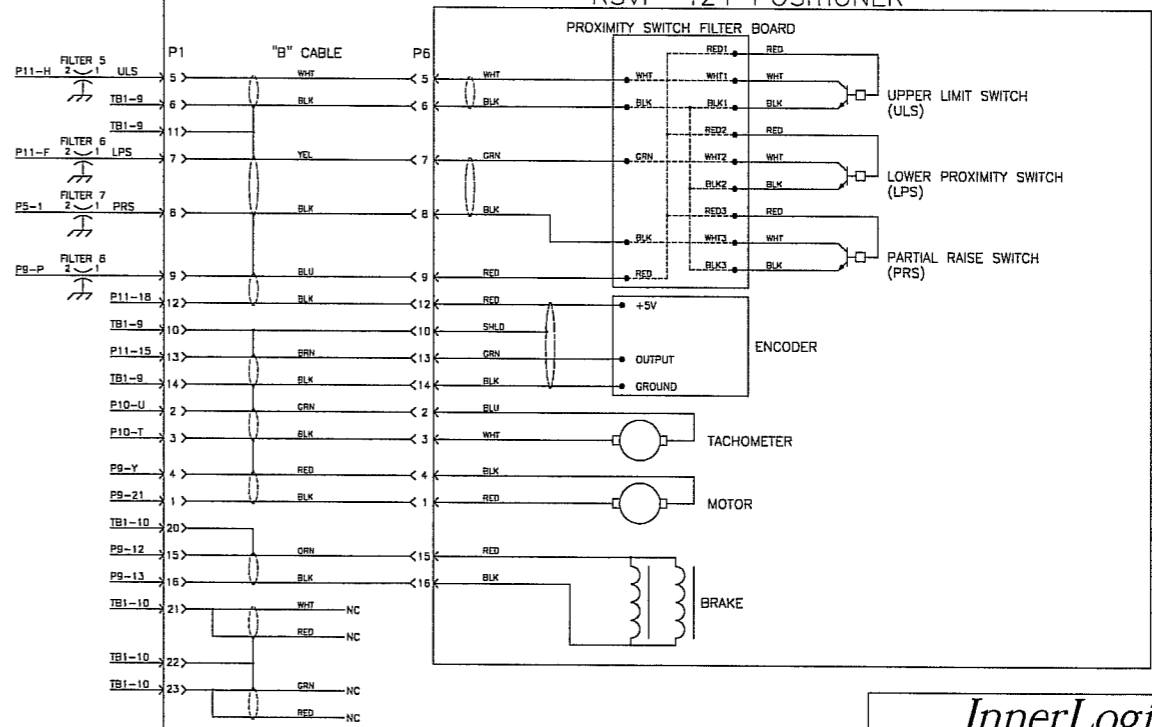 PROXIMITY SWITCH FILTER BOARD
P1 "B" CABLE P6
RED1 RED
FILTER 5
P11-H 2 1 ULS 5 WHT 5 WHT WHT WHT1 WHT
TB1-9 6 BLK 6 BLK BLK BLK1 BLK
UPPER LIMIT SWITCH
(ULS)
TB1-9 11
RED2 RED
FILTER 6
P11-F 2 1 LPS 7 YEL 7 GRN GRN WHT2 WHT
LOWER PROXIMITY SWITCH
(LPS)
BLK2 BLK
FILTER 7
P5-1 2 1 PRS 8 BLK 8 BLK
RED3 RED
BLK WHT3 WHT
PARTIAL RAISE SWITCH
(PRS)
BLK3 BLK
FILTER 8
P9-P 2 1 9 BLU 9 RED RED
P11-18 12 BLK 12 RED +5V
TB1-9 10 10 SHLD
ENCODER
P11-15 13 BRN 13 GRN OUTPUT
TB1-9 14 BLK 14 BLK GROUND
P10-U 2 GRN 2 BLU
P10-T 3 BLK 3 WHT TACHOMETER
P9-Y 4 RED 4 BLK
P9-21 1 BLK 1 RED MOTOR
TB1-10 20
P9-12 15 ORN 15 RED
P9-13 16 BLK 16 BLK
BRAKE
TB1-10 21 WHT NC
RED NC
TB1-10 22
TB1-10 23 GRN NC
RED NC